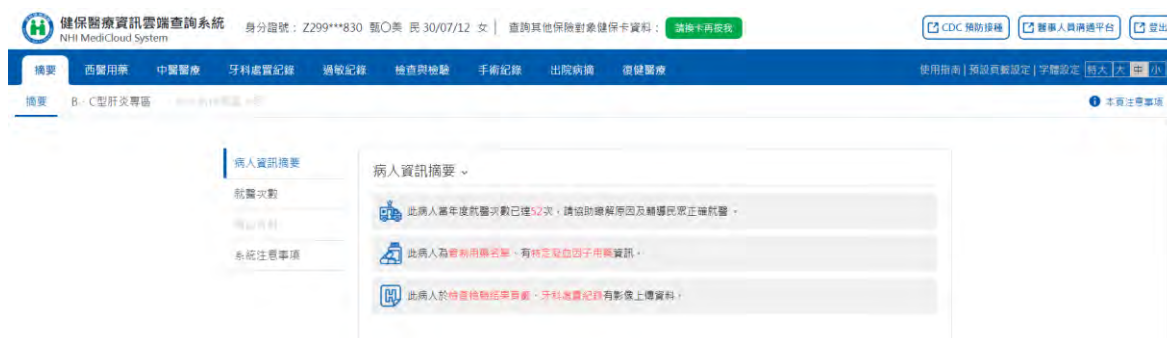 健保醫療資訊雲端查詢系統
NHI MediCloud System
身分證號：Z299***830 甄〇美 民 30/07/12 女 | 查詢其他保險對象健保卡資料： 請換卡再按我
CDC 預防接種 醫事人員溝通平台 登出
摘要 西醫用藥 中醫醫療 牙科處置紀錄 過敏紀錄 檢查與檢驗 手術紀錄 出院病摘 復健醫療
使用指南 | 預設頁數設定 | 字體設定 特大 大 中 小
摘要 B、C型肝炎專區
本頁注意事項
病人資訊摘要
就醫次數
系統注意事項
病人資訊摘要
此病人當年度就醫次數已達52次，請協助瞭解原因及輔導民眾正確就醫。
此病人為管制用藥名單、有特定凝血因子用藥資訊。
此病人於檢查檢驗結果頁籤、牙科處置紀錄有影像上傳資料。